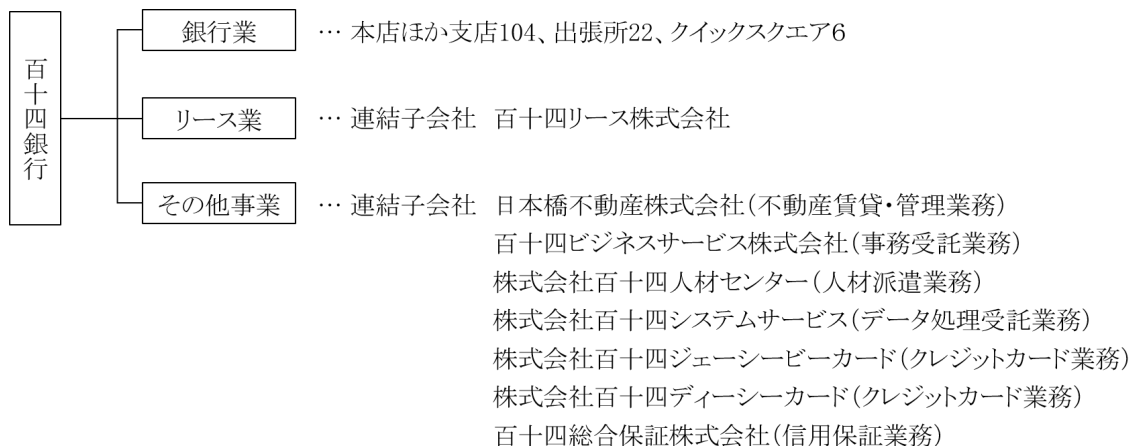 百十四銀行
銀行業 … 本店ほか支店104、出張所22、クイックスクエア6
リース業 … 連結子会社 百十四リース株式会社
その他事業 … 連結子会社 日本橋不動産株式会社(不動産賃貸・管理業務)
百十四ビジネスサービス株式会社(事務受託業務)
株式会社百十四人材センター(人材派遣業務)
株式会社百十四システムサービス(データ処理受託業務)
株式会社百十四ジェーシービーカード(クレジットカード業務)
株式会社百十四ディーシーカード(クレジットカード業務)
百十四総合保証株式会社(信用保証業務)